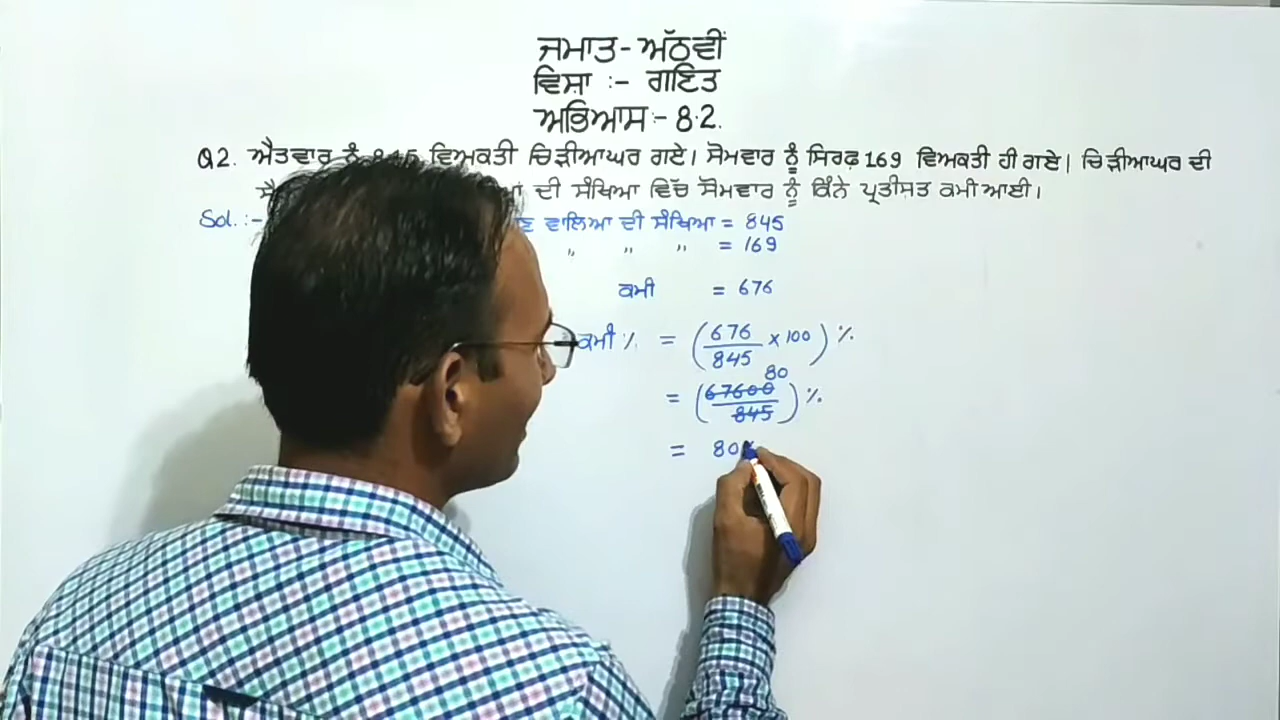 ਜਮਾਤ- ਅੱਠਵੀਂ
ਵਿਸ਼ਾ :- ਗਣਿਤ
ਅਭਿਆਸ:- 8.2.
Q2. ਐਤਵਾਰ ਨੂੰ 845 ਵਿਅਕਤੀ ਚਿੜੀਆਘਰ ਗਏ। ਸੋਮਵਾਰ ਨੂੰ ਸਿਰਫ਼ 169 ਵਿਅਕਤੀ ਹੀ ਗਏ। ਚਿੜੀਆਘਰ ਦੀ
ਦੀ ਸੰਖਿਆ ਵਿੱਚ ਸੋਮਵਾਰ ਨੂੰ ਕਿੰਨੇ ਪ੍ਰਤੀਸ਼ਤ ਕਮੀ ਆਈ।
Sol. :- ਵਾਲਿਆ ਦੀ ਸੰਖਿਆ = 845
" " " = 169
ਕਮੀ = 676
ਕਮੀ % = (676/845 × 100) %
80
= (67600/845) %
= 80%